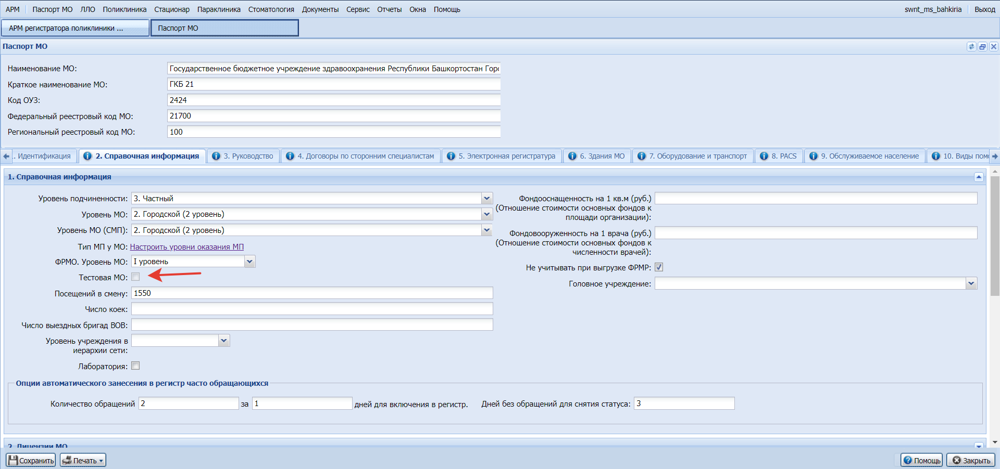 АРМ Паспорт МО ЛЛО Поликлиника Стационар Параклиника Стоматология Документы Сервис Отчеты Окна Помощь swnt_ms_bahkiria Выход
АРМ регистратора поликлиники ... Паспорт МО
Паспорт МО
Наименование МО: Государственное бюджетное учреждение здравоохранения Республики Башкортостан Горо
Краткое наименование МО: ГКБ 21
Код ОУЗ: 2424
Федеральный реестровый код МО: 21700
Региональный реестровый код МО: 100
. Идентификация 2. Справочная информация 3. Руководство 4. Договоры по сторонним специалистам 5. Электронная регистратура 6. Здания МО 7. Оборудование и транспорт 8. PACS 9. Обслуживаемое население 10. Виды помо
1. Справочная информация
Уровень подчиненности: 3. Частный
Уровень МО: 2. Городской (2 уровень)
Уровень МО (СМП): 2. Городской (2 уровень)
Тип МП у МО: Настроить уровни оказания МП
ФРМО. Уровень МО: I уровень
Тестовая МО:
Посещений в смену: 1550
Число коек:
Число выездных бригад ВОВ:
Уровень учреждения в
иерархии сети:
Лаборатория:
Фондооснащенность на 1 кв.м (руб.)
(Отношение стоимости основных фондов к
площади организации):
Фондовооруженность на 1 врача (руб.)
(Отношение стоимости основных фондов к
численности врачей):
Не учитывать при выгрузке ФРМР:
Головное учреждение:
Опции автоматического занесения в регистр часто обращающихся
Количество обращений 2 за 1 дней для включения в регистр. Дней без обращений для снятия статуса: 3
2. Лицензии МО
Сохранить Печать Помощь Закрыть